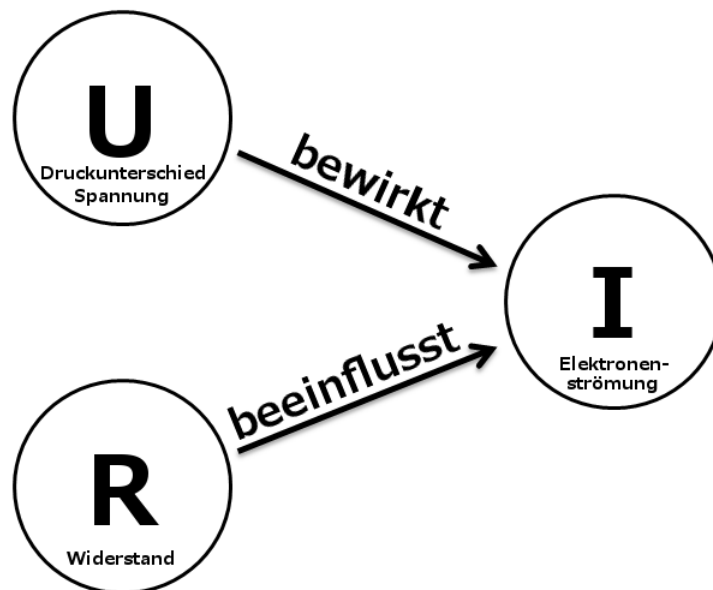 U
Druckunterschied
Spannung
bewirkt
I
Elektronen-
strömung
beeinflusst
R
Widerstand